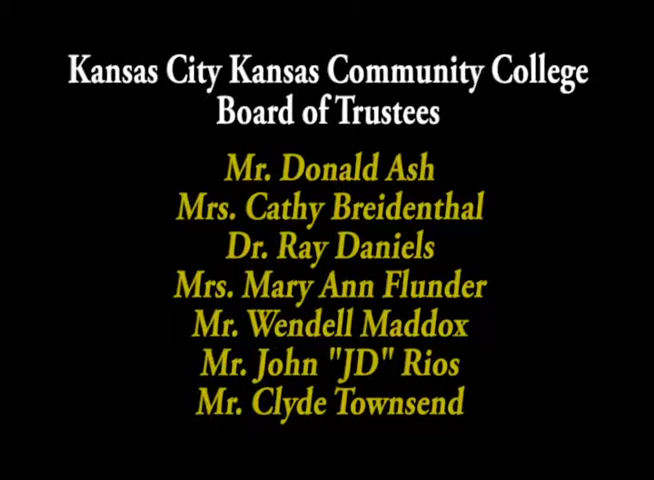 Kansas City Kansas Community College
Board of Trustees
Mr. Donald Ash
Mrs. Cathy Breidenthal
Dr. Ray Daniels
Mrs. Mary Ann Flunder
Mr. Wendell Maddox
Mr. John "JD" Rios
Mr. Clyde Townsend